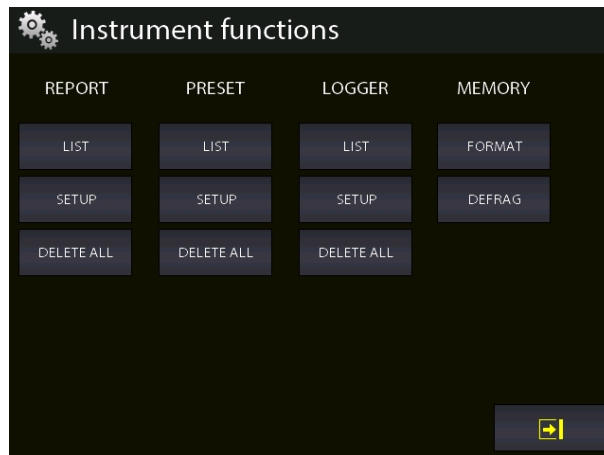 Instrument functions
REPORT PRESET LOGGER MEMORY
LIST LIST LIST FORMAT
SETUP SETUP SETUP DEFRAG
DELETE ALL DELETE ALL DELETE ALL